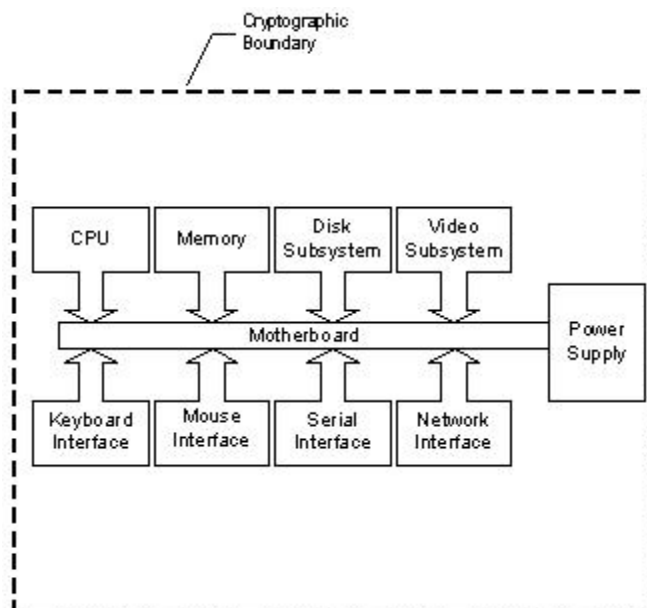 Cryptographic
Boundary
CPU
Memory
Disk
Subsystem
Video
Subsystem
Motherboard
Power
Supply
Keyboard
Interface
Mouse
Interface
Serial
Interface
Network
Interface